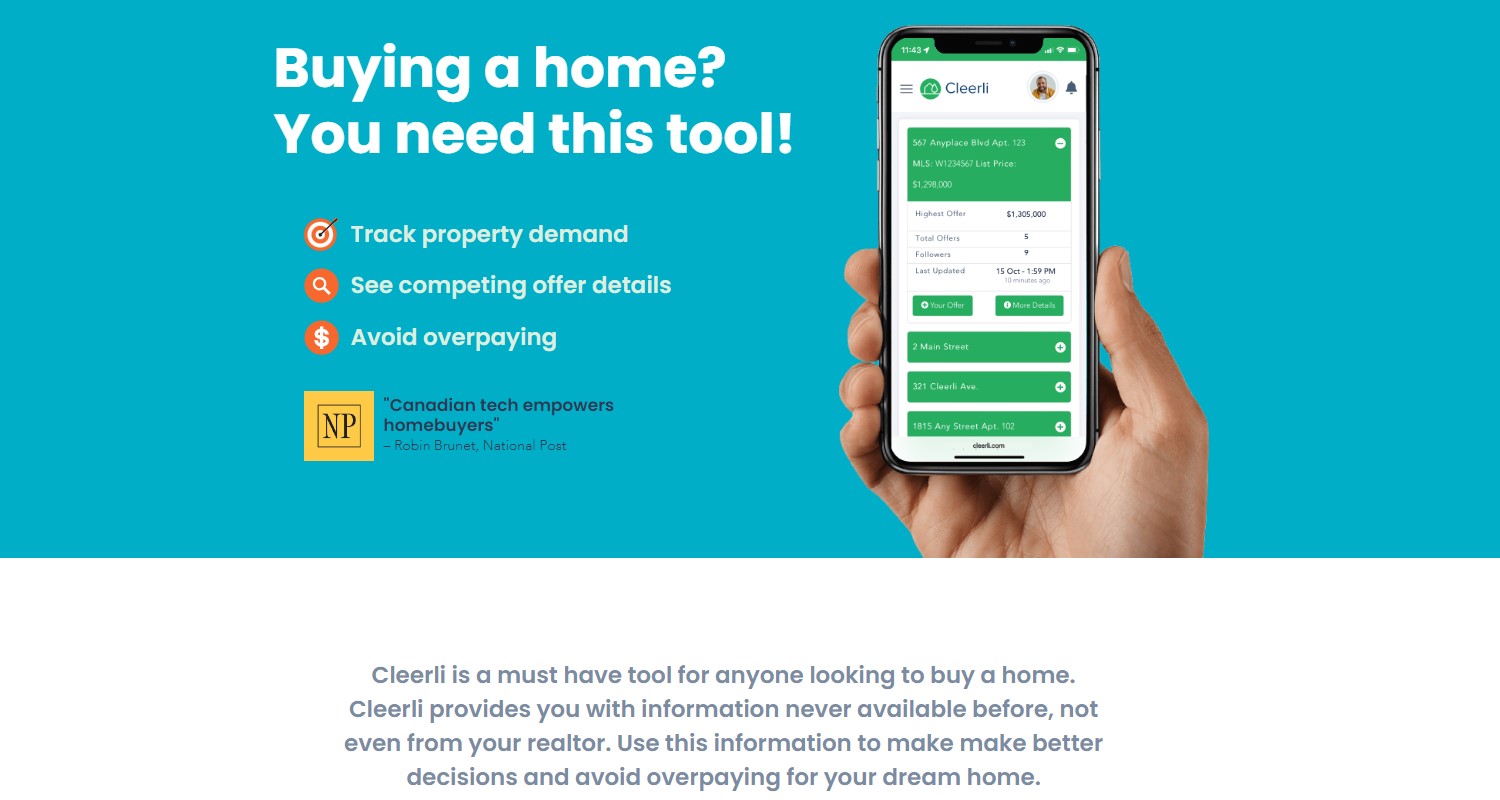 Buying a home?
You need this tool!
Track property demand
See competing offer details
Avoid overpaying
NP
"Canadian tech empowers
homebuyers"
– Robin Brunet, National Post
11:43
Cleerli
567 Anyplace Blvd Apt. 123
MLS: W1234567 List Price:
$1,298,000
Highest Offer $1,305,000
Total Offers 5
Followers 9
Last Updated 15 Oct - 1:59 PM
10 minutes ago
Your Offer More Details
2 Main Street
321 Cleerli Ave.
1815 Any Street Apt. 102
cleerli.com
Cleerli is a must have tool for anyone looking to buy a home.
Cleerli provides you with information never available before, not
even from your realtor. Use this information to make make better
decisions and avoid overpaying for your dream home.